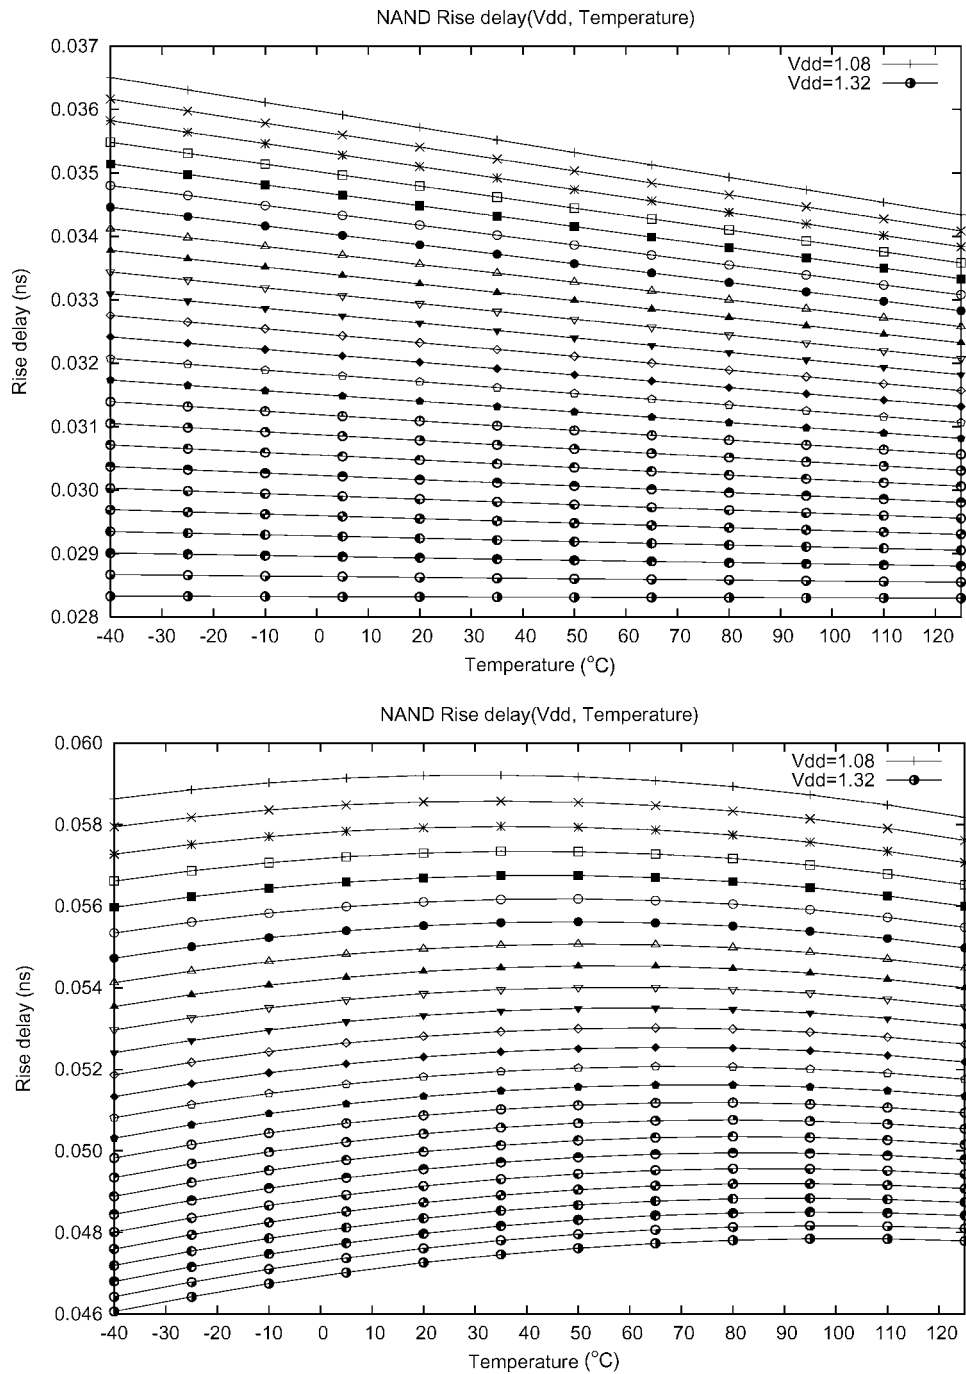 NAND Rise delay(Vdd, Temperature)
Vdd=1.08
Vdd=1.32
0.037
0.036
0.035
0.034
0.033
0.032
0.031
0.030
0.029
0.028
Rise delay (ns)
-40 -30 -20 -10 0 10 20 30 40 50 60 70 80 90 100 110 120
Temperature (°C)
NAND Rise delay(Vdd, Temperature)
Vdd=1.08
Vdd=1.32
0.060
0.058
0.056
0.054
0.052
0.050
0.048
0.046
Rise delay (ns)
-40 -30 -20 -10 0 10 20 30 40 50 60 70 80 90 100 110 120
Temperature (°C)